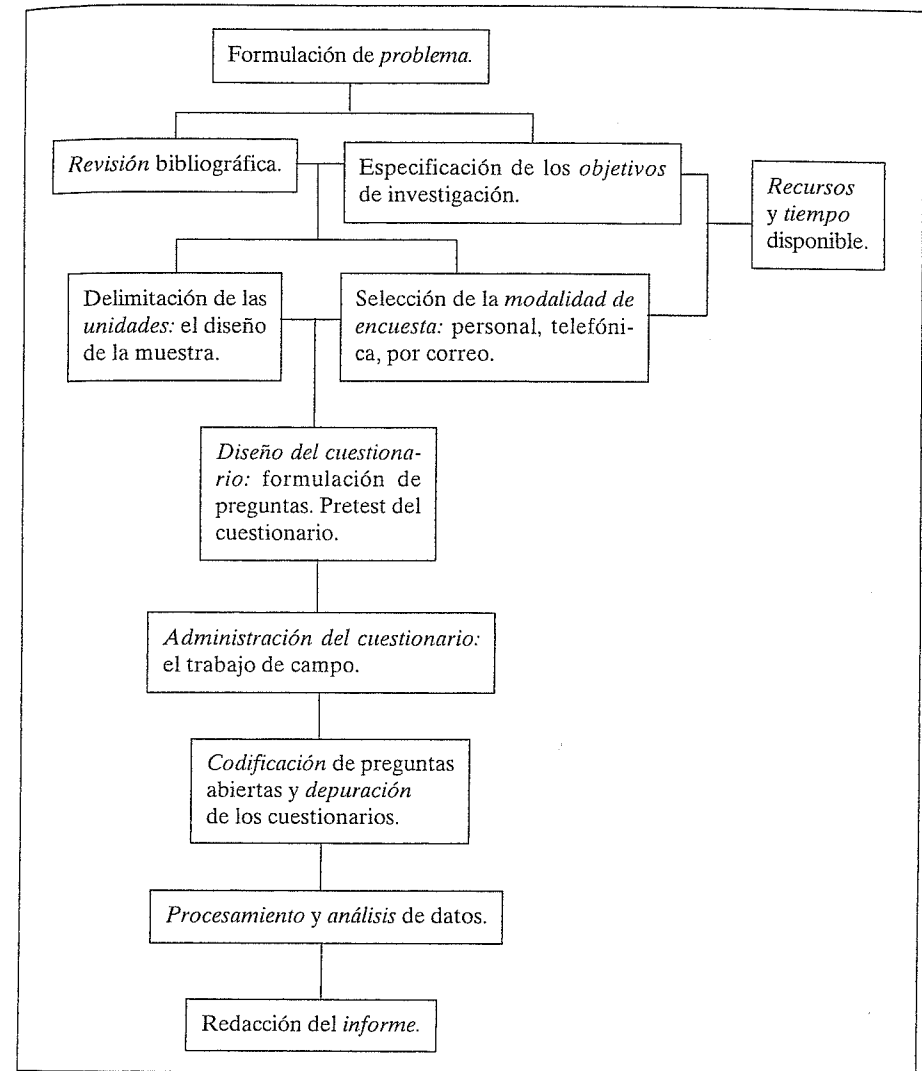 Formulación de problema.
Revisión bibliográfica.
Especificación de los objetivos
de investigación.
Recursos
y tiempo
disponible.
Delimitación de las
unidades: el diseño
de la muestra.
Selección de la modalidad de
encuesta: personal, telefóni-
ca, por correo.
Diseño del cuestiona-
rio: formulación de
preguntas. Pretest del
cuestionario.
Administración del cuestionario:
el trabajo de campo.
Codificación de preguntas
abiertas y depuración
de los cuestionarios.
Procesamiento y análisis de datos.
Redacción del informe.